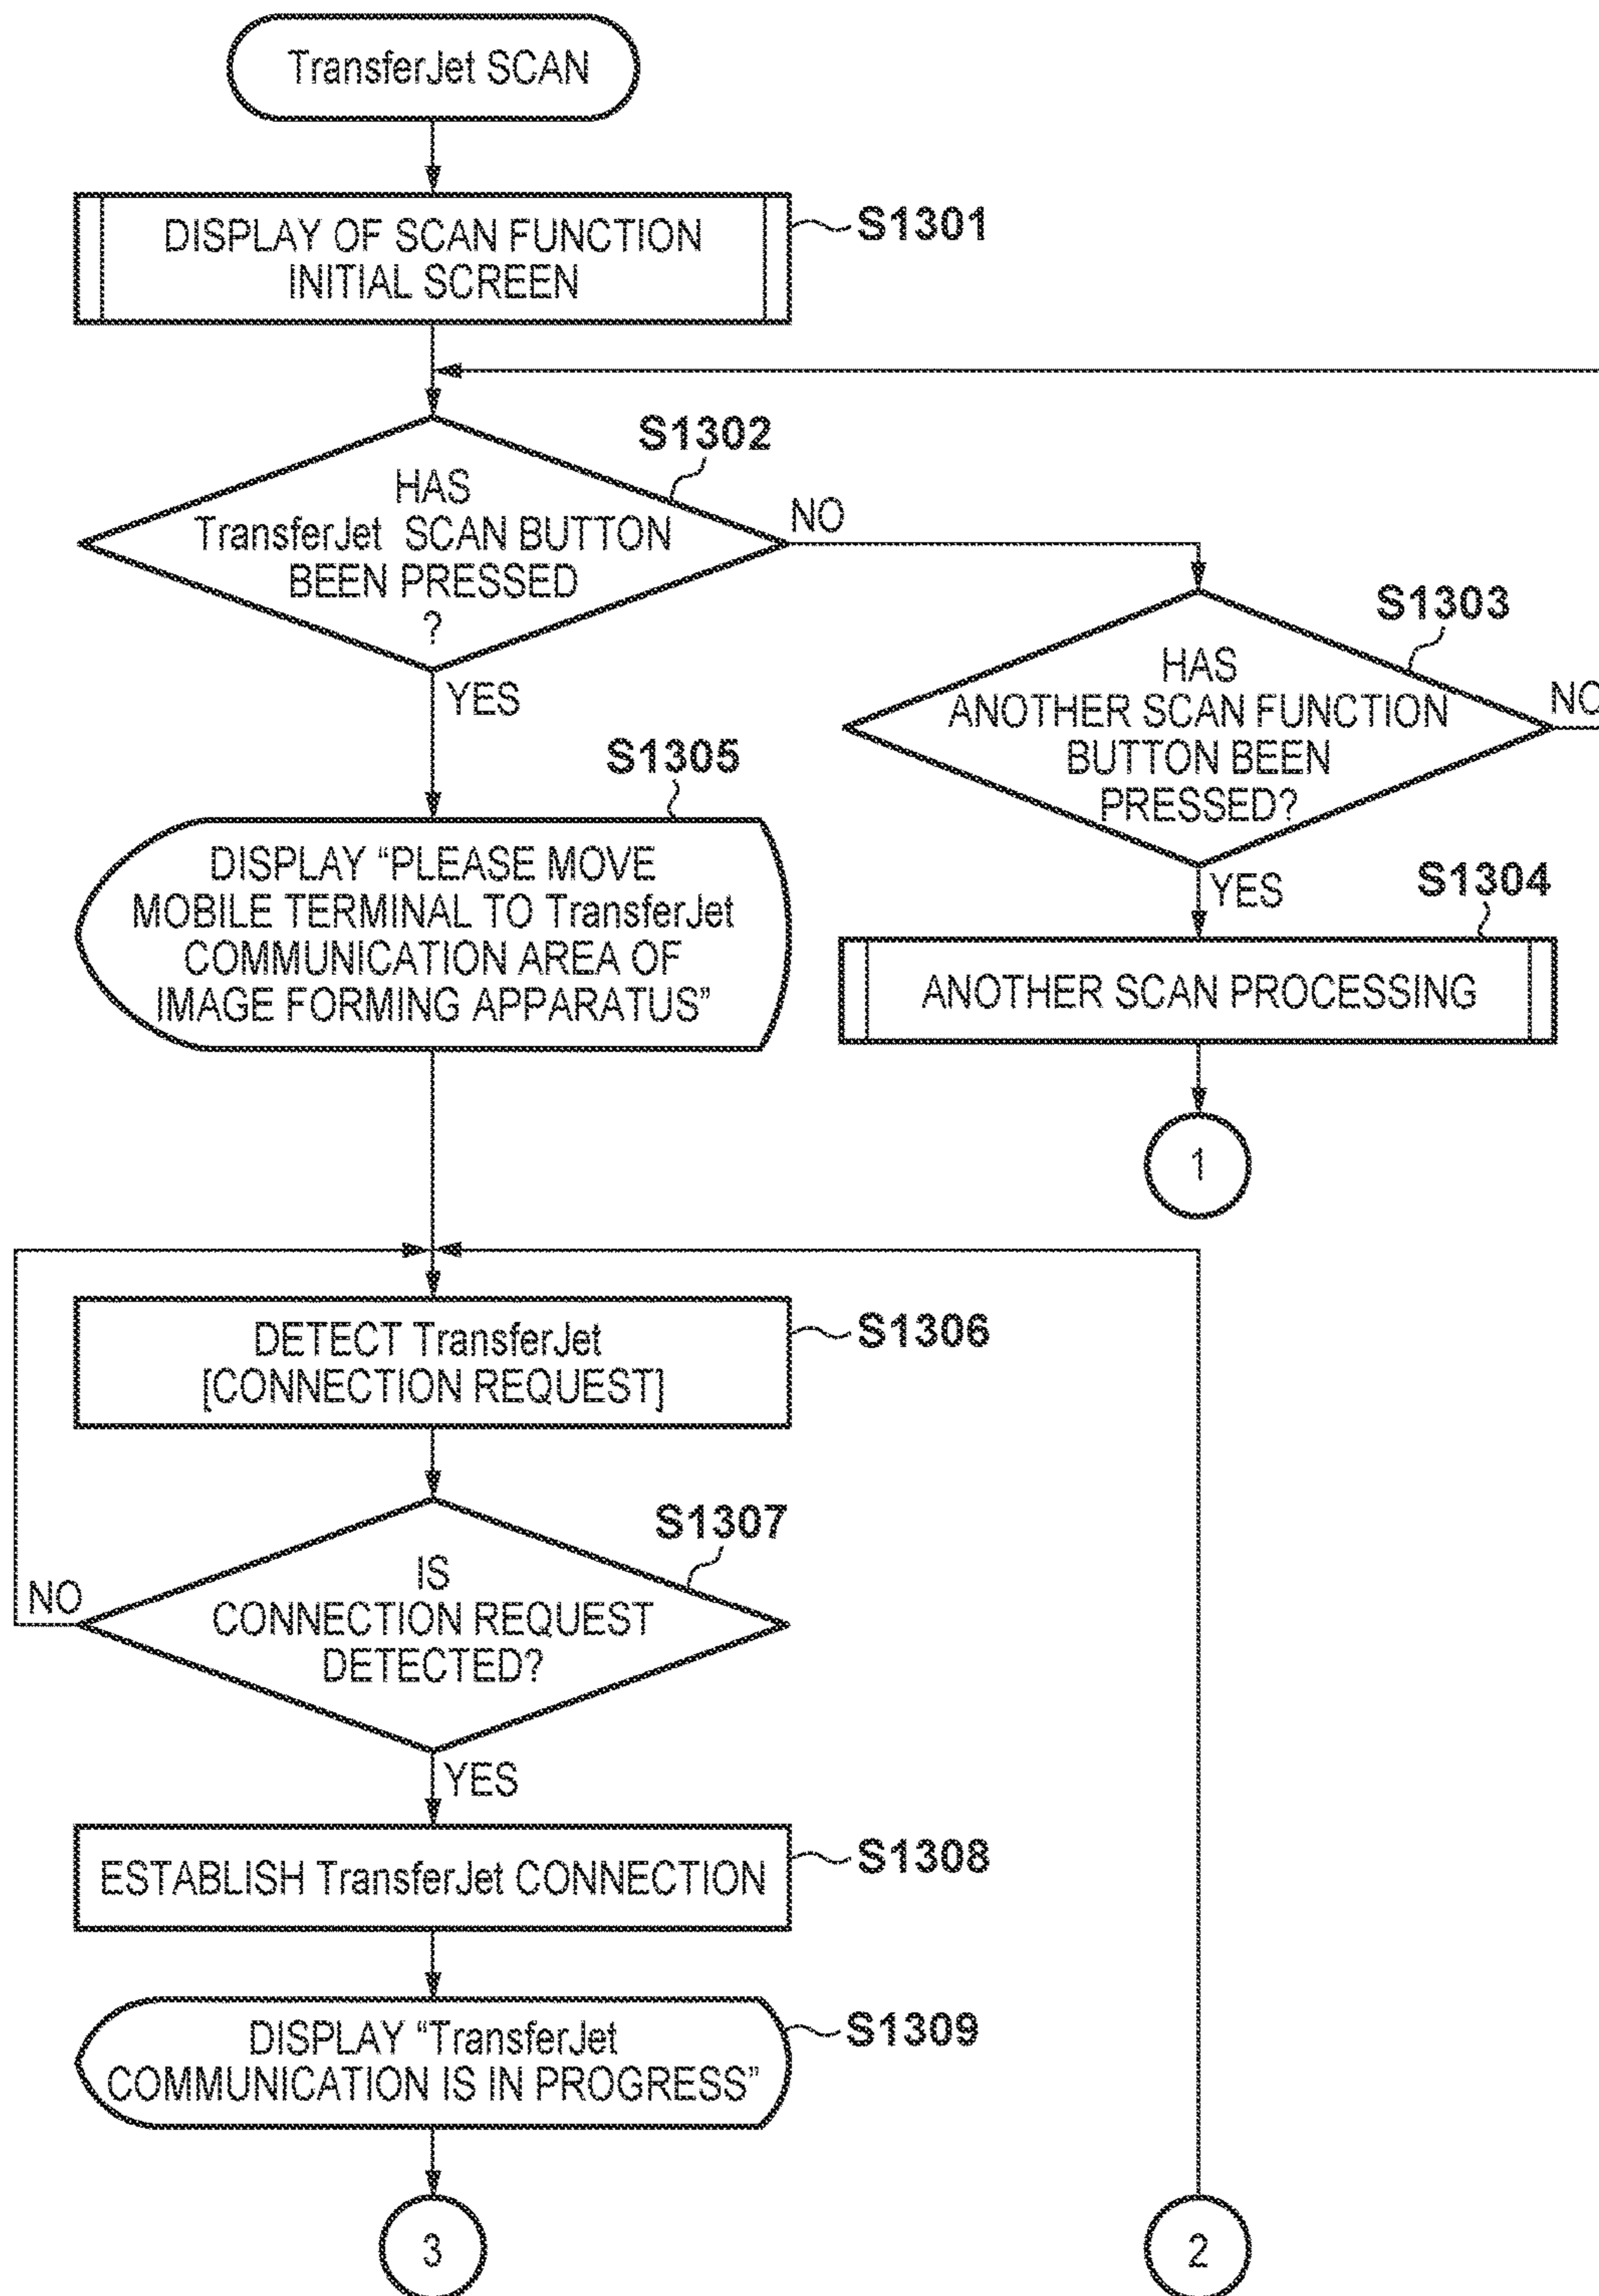 TransferJet SCAN
DISPLAY OF SCAN FUNCTION
INITIAL SCREEN
S1301
S1302
HAS
TransferJet SCAN BUTTON
BEEN PRESSED
?
NO
YES
S1303
HAS
ANOTHER SCAN FUNCTION
BUTTON BEEN
PRESSED?
NO
YES
S1304
ANOTHER SCAN PROCESSING
1
S1305
DISPLAY “PLEASE MOVE
MOBILE TERMINAL TO TransferJet
COMMUNICATION AREA OF
IMAGE FORMING APPARATUS”
DETECT TransferJet
[CONNECTION REQUEST]
S1306
S1307
IS
CONNECTION REQUEST
DETECTED?
NO
YES
ESTABLISH TransferJet CONNECTION
S1308
DISPLAY “TransferJet
COMMUNICATION IS IN PROGRESS”
S1309
3
2